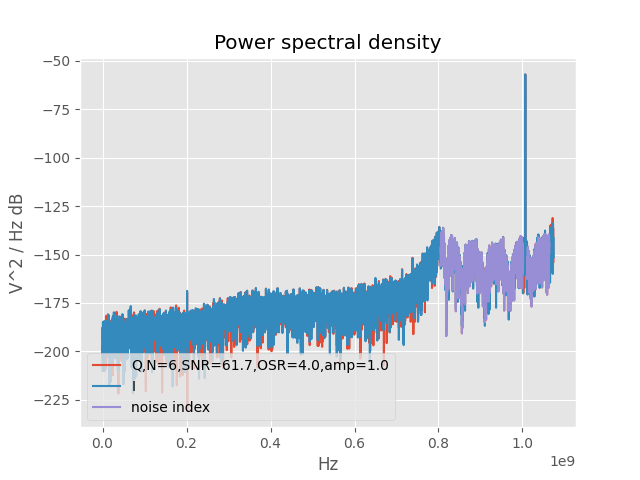 Power spectral density
−50
−75
−100
−125
−150
−175
−200
−225
V^2 / Hz dB
Q,N=6,SNR=61.7,OSR=4.0,amp=1.0
I
noise index
0.0 0.2 0.4 0.6 0.8 1.0
1e9
Hz